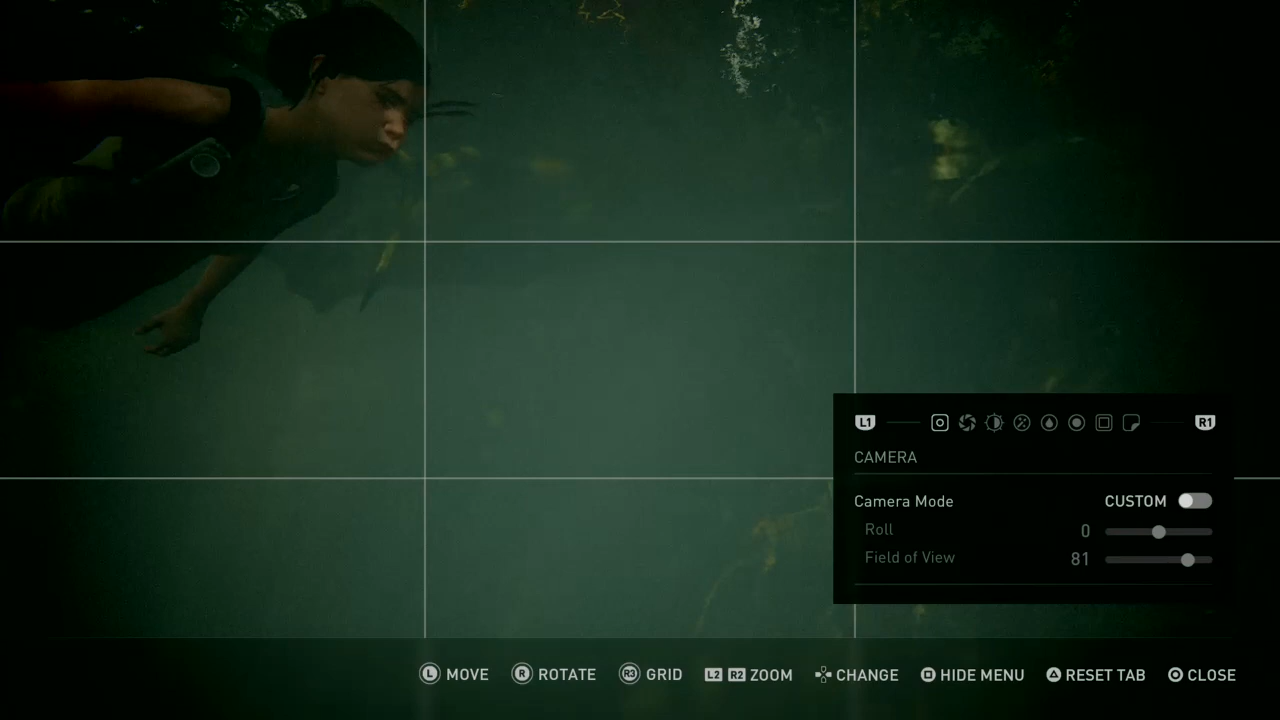 L1 R1
CAMERA
Camera Mode CUSTOM
Roll 0
Field of View 81
L MOVE R ROTATE R3 GRID L2 R2 ZOOM CHANGE HIDE MENU RESET TAB CLOSE